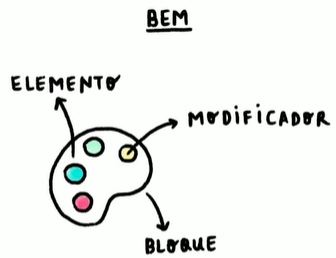 BEM
ELEMENTO
MODIFICADOR
BLOQUE